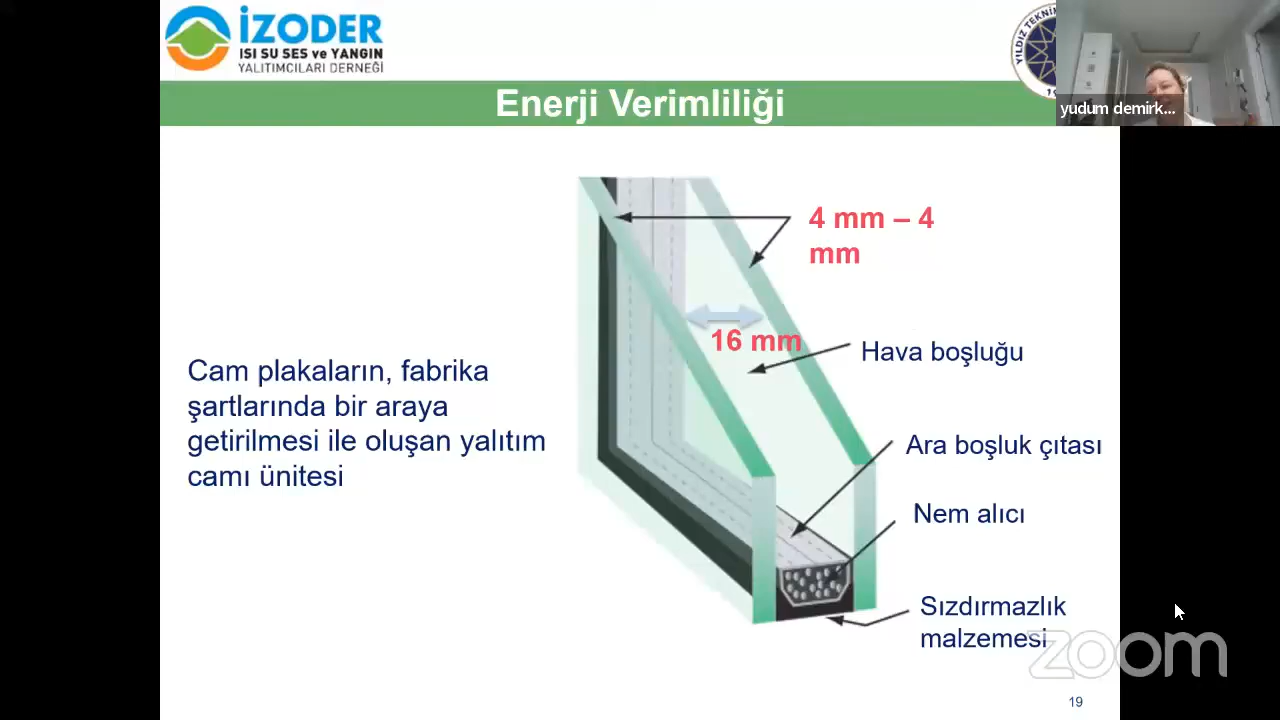 İZODER
ISI SU SES ve YANGIN
YALITIMCILARI DERNEĞİ
YILDIZ TEKNİK
yudum demirk...
Enerji Verimliliği
4 mm – 4
mm
16 mm
Hava boşluğu
Cam plakaların, fabrika
şartlarında bir araya
getirilmesi ile oluşan yalıtım
camı ünitesi
Ara boşluk çıtası
Nem alıcı
Sızdırmazlık
malzemesi
zoom
19